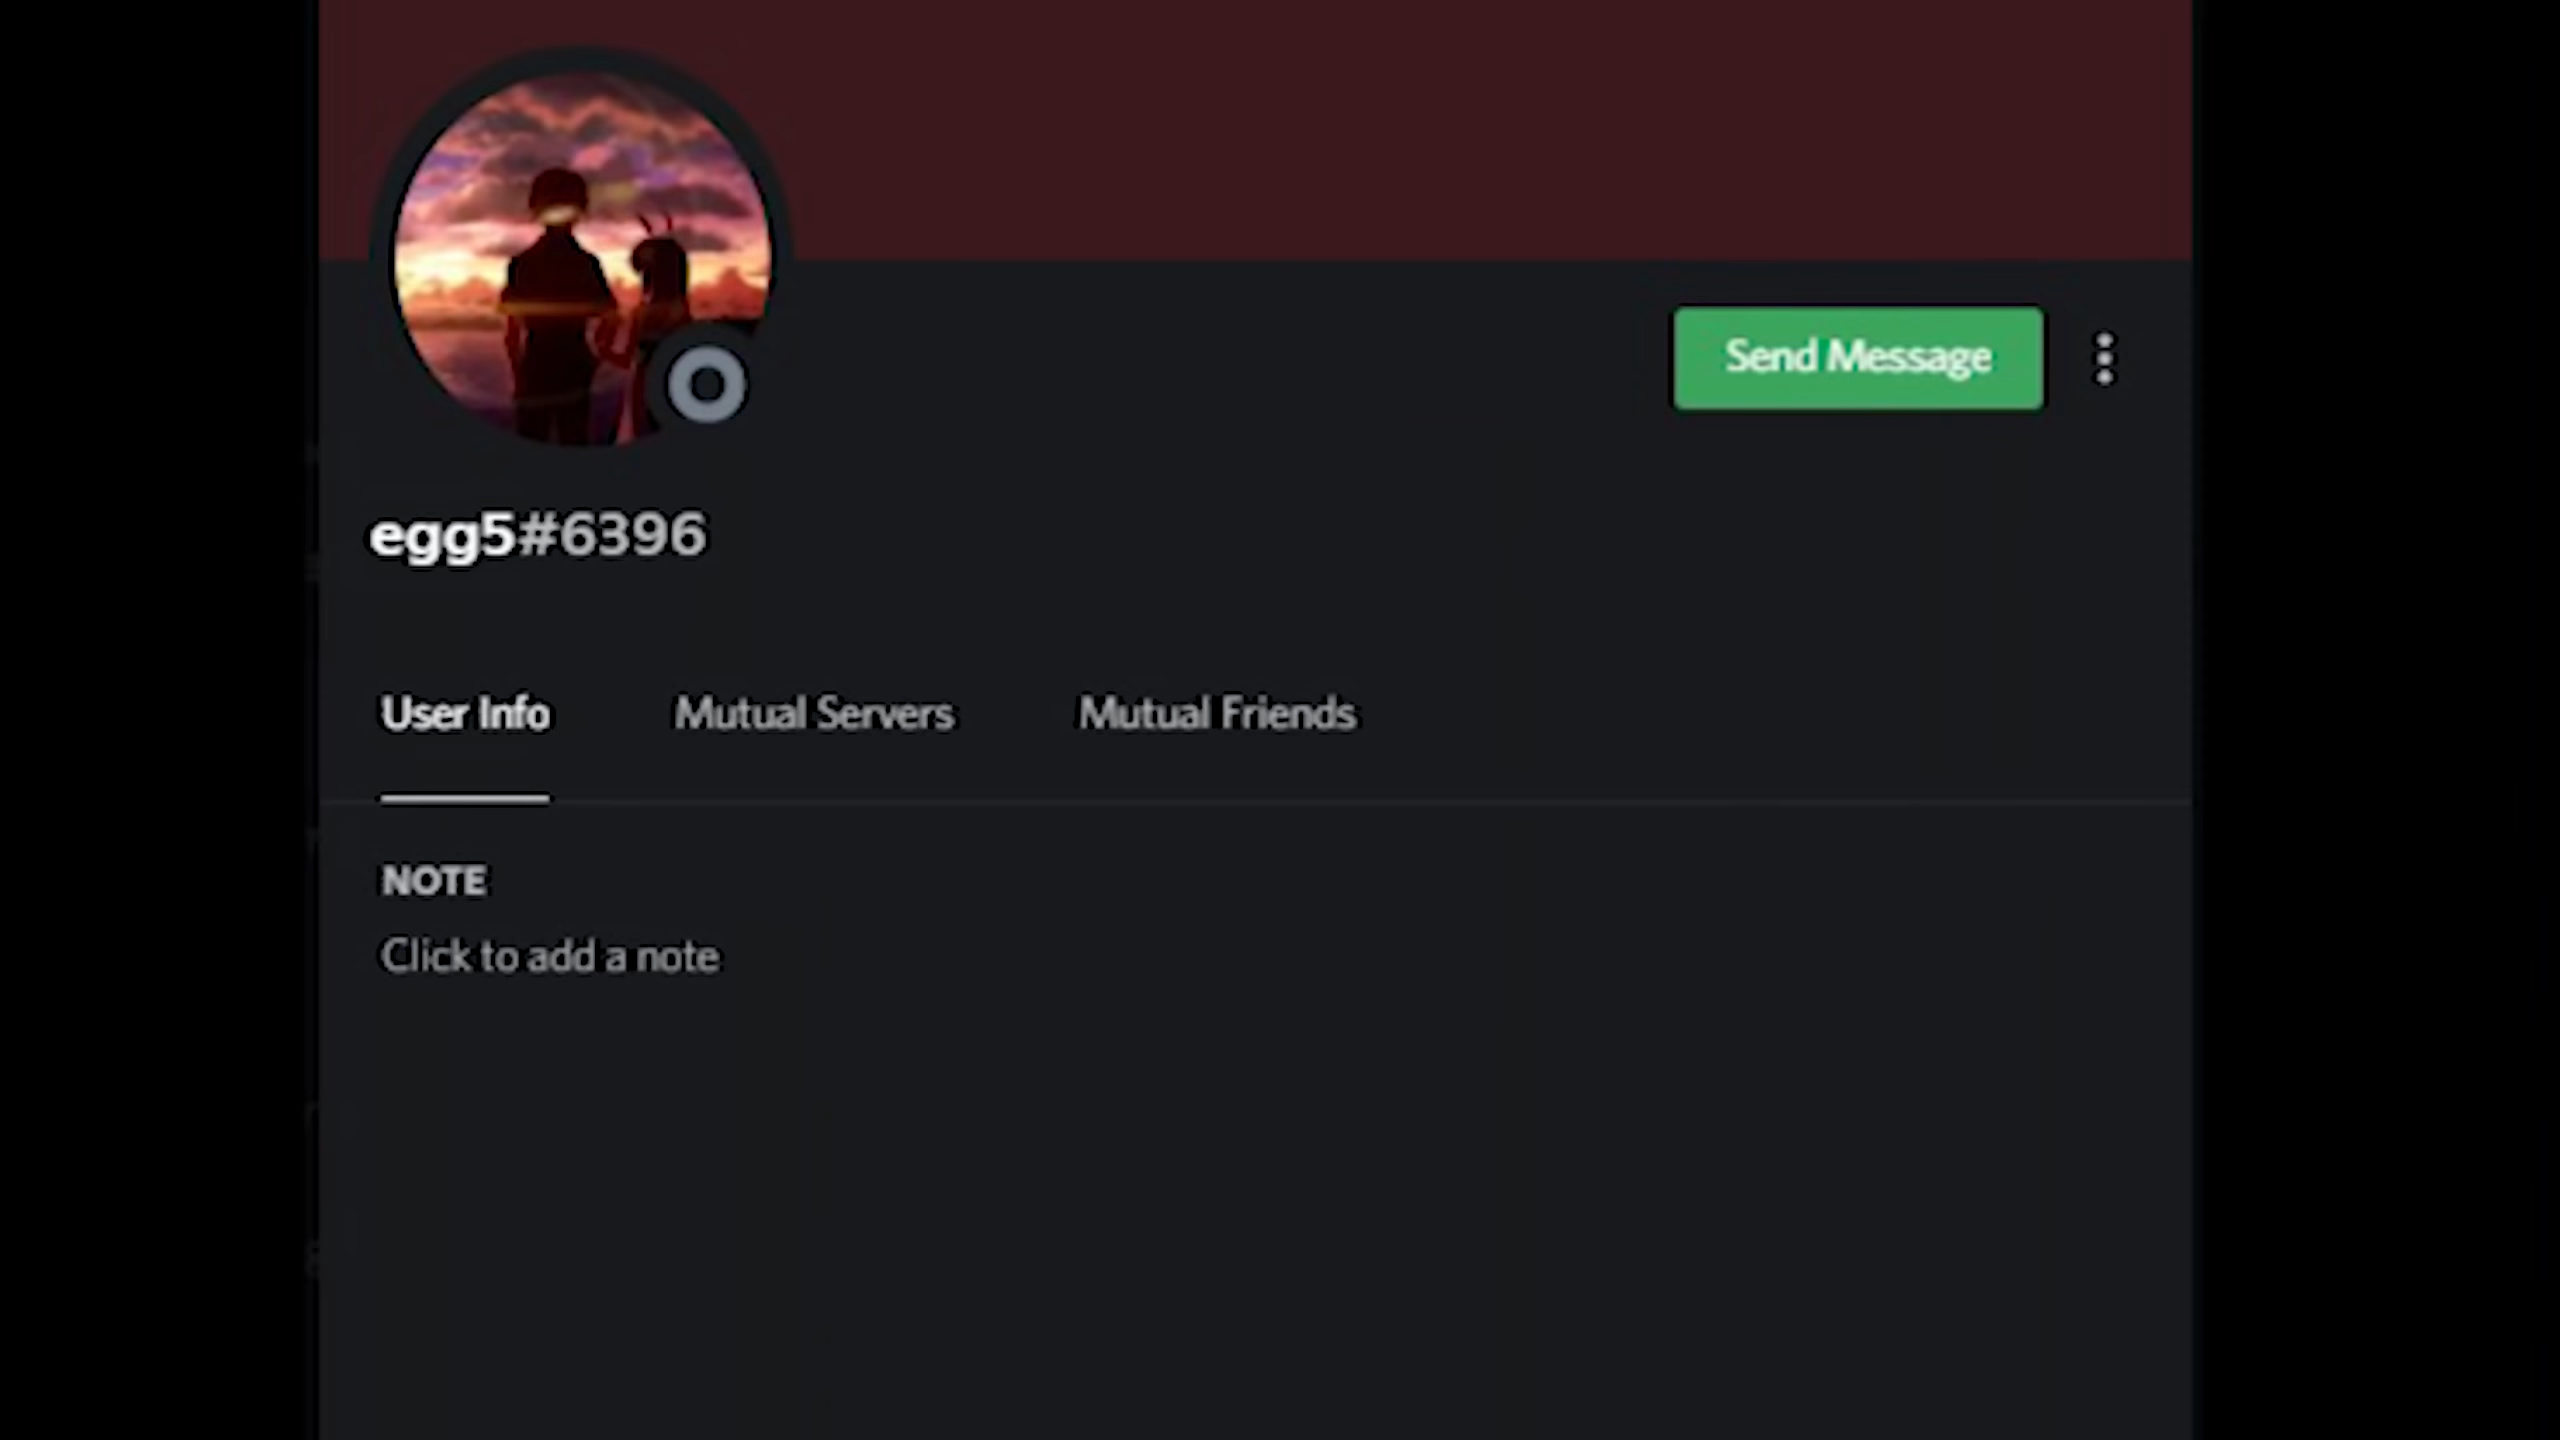 Send Message
egg5#6396
User Info Mutual Servers Mutual Friends
NOTE
Click to add a note